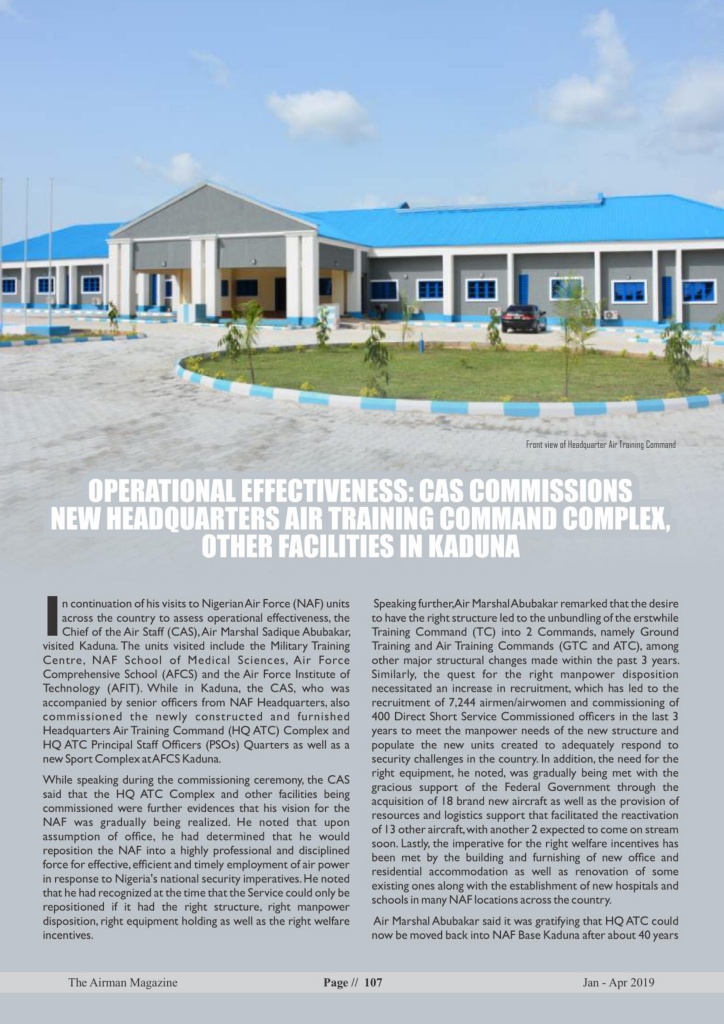 Front view of Headquarter Air Training Command
OPERATIONAL EFFECTIVENESS: CAS COMMISSIONS
NEW HEADQUARTERS AIR TRAINING COMMAND COMPLEX,
OTHER FACILITIES IN KADUNA
In continuation of his visits to Nigerian Air Force (NAF) units
across the country to assess operational effectiveness, the
Chief of the Air Staff (CAS), Air Marshal Sadique Abubakar,
visited Kaduna. The units visited include the Military Training
Centre, NAF School of Medical Sciences, Air Force
Comprehensive School (AFCS) and the Air Force Institute of
Technology (AFIT). While in Kaduna, the CAS, who was
accompanied by senior officers from NAF Headquarters, also
commissioned the newly constructed and furnished
Headquarters Air Training Command (HQ ATC) Complex and
HQ ATC Principal Staff Officers (PSOs) Quarters as well as a
new Sport Complex at AFCS Kaduna.
While speaking during the commissioning ceremony, the CAS
said that the HQ ATC Complex and other facilities being
commissioned were further evidences that his vision for the
NAF was gradually being realized. He noted that upon
assumption of office, he had determined that he would
reposition the NAF into a highly professional and disciplined
force for effective, efficient and timely employment of air power
in response to Nigeria's national security imperatives. He noted
that he had recognized at the time that the Service could only be
repositioned if it had the right structure, right manpower
disposition, right equipment holding as well as the right welfare
incentives.
Speaking further, Air Marshal Abubakar remarked that the desire
to have the right structure led to the unbundling of the erstwhile
Training Command (TC) into 2 Commands, namely Ground
Training and Air Training Commands (GTC and ATC), among
other major structural changes made within the past 3 years.
Similarly, the quest for the right manpower disposition
necessitated an increase in recruitment, which has led to the
recruitment of 7,244 airmen/airwomen and commissioning of
400 Direct Short Service Commissioned officers in the last 3
years to meet the manpower needs of the new structure and
populate the new units created to adequately respond to
security challenges in the country. In addition, the need for the
right equipment, he noted, was gradually being met with the
gracious support of the Federal Government through the
acquisition of 18 brand new aircraft as well as the provision of
resources and logistics support that facilitated the reactivation
of 13 other aircraft, with another 2 expected to come on stream
soon. Lastly, the imperative for the right welfare incentives has
been met by the building and furnishing of new office and
residential accommodation as well as renovation of some
existing ones along with the establishment of new hospitals and
schools in many NAF locations across the country.
Air Marshal Abubakar said it was gratifying that HQ ATC could
now be moved back into NAF Base Kaduna after about 40 years
The Airman Magazine
Page // 107
Jan - Apr 2019